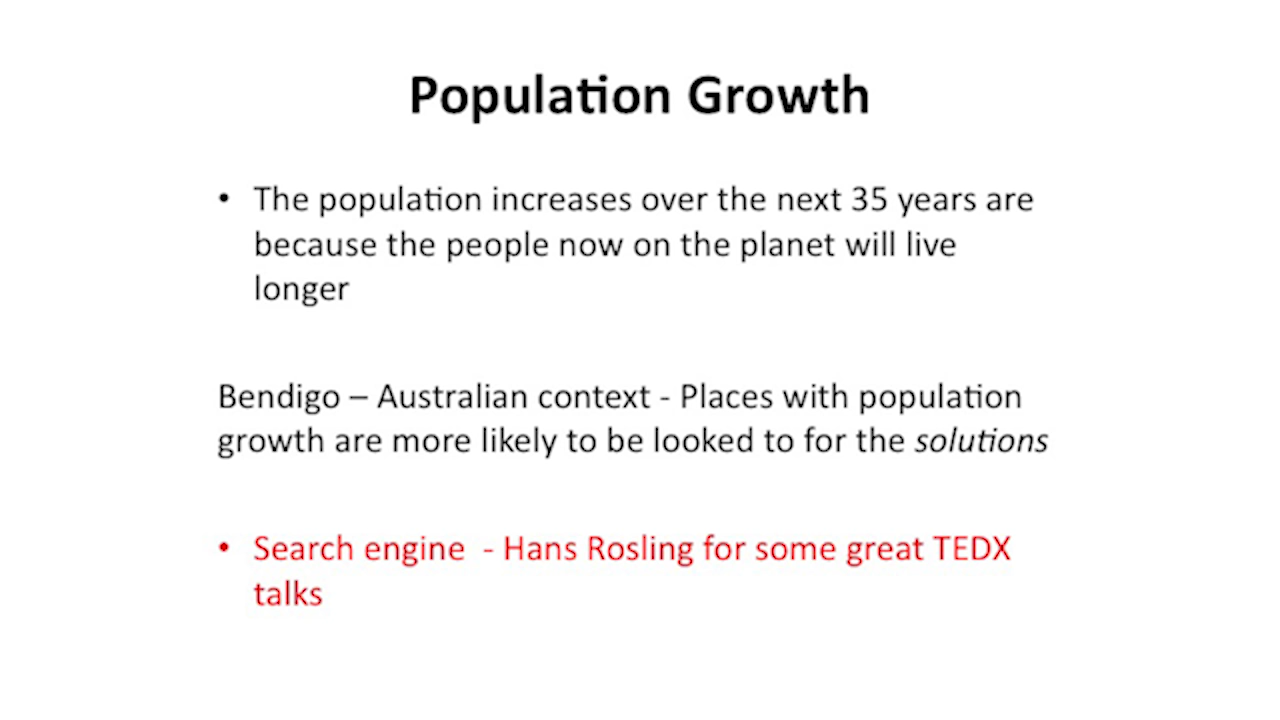 Population Growth
• The population increases over the next 35 years are
because the people now on the planet will live
longer
Bendigo – Australian context - Places with population
growth are more likely to be looked to for the solutions
• Search engine  - Hans Rosling for some great TEDX
talks